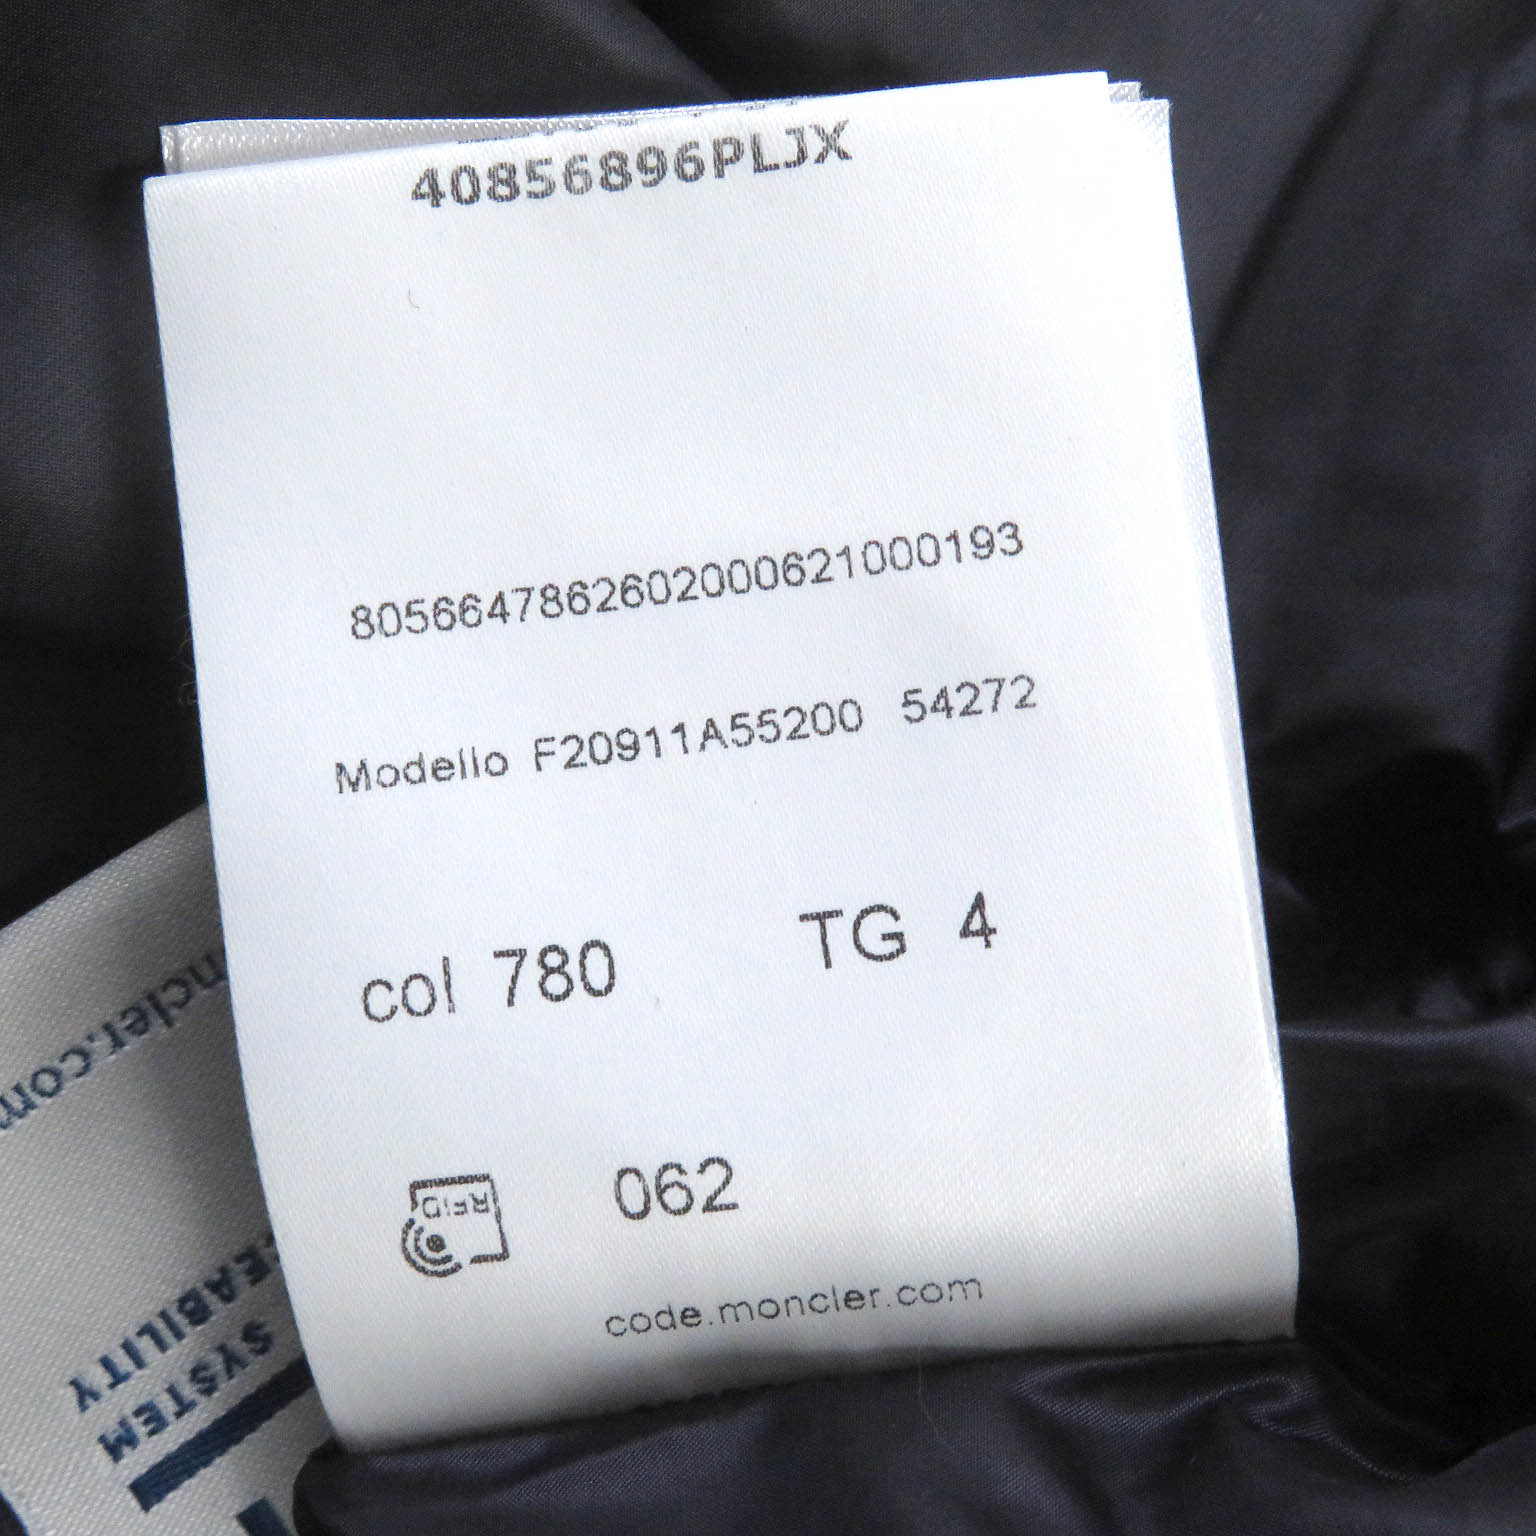 40856896PLJX
8056647862602000621000193
Modello F20911A55200 54272
col 780 TG 4
RFiD 062
code.moncler.com
ncler.com
EABILITY
SYSTEM